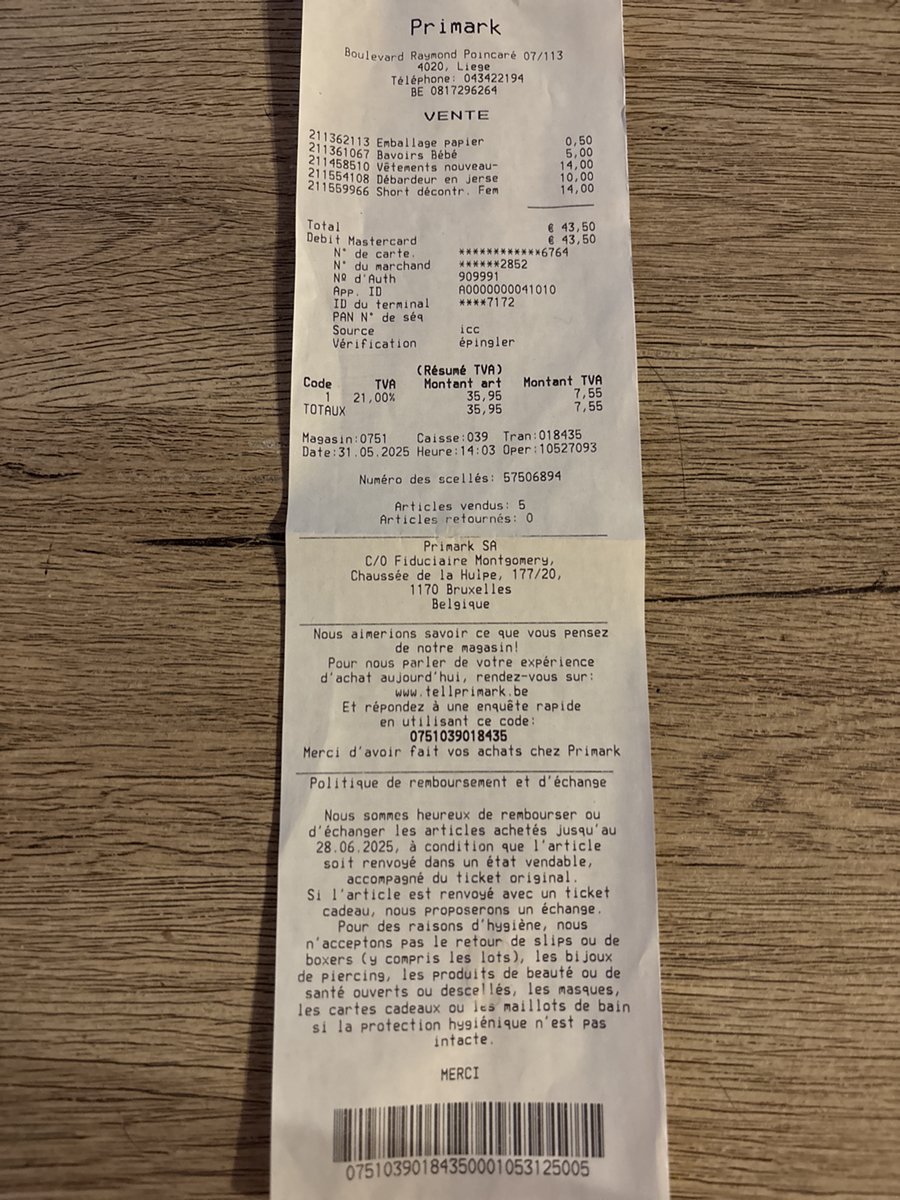 Primark
Boulevard Raymond Poincaré 07/113
4020, Liege
Téléphone: 043422194
BE 0817296264
VENTE
211362113 Emballage papier 0,50
211361067 Bavoirs Bébé 5,00
211458510 Vêtements nouveau- 14,00
211554108 Débardeur en jerse 10,00
211559966 Short décontr. Fem 14,00
Total € 43,50
Debit Mastercard € 43,50
N° de carte. ************6764
N° du marchand ******2852
Nº d'Auth 909991
App. ID A0000000041010
ID du terminal ****7172
PAN N° de séq
Source icc
Vérification épingler
(Résumé TVA)
Code TVA Montant art Montant TVA
1 21,00% 35,95 7,55
TOTAUX 35,95 7,55
Magasin:0751 Caisse:039 Tran:018435
Date:31.05.2025 Heure:14:03 Oper:10527093
Numéro des scellés: 57506894
Articles vendus: 5
Articles retournés: 0
Primark SA
C/O Fiduciaire Montgomery,
Chaussée de la Hulpe, 177/20,
1170 Bruxelles
Belgique
Nous aimerions savoir ce que vous pensez
de notre magasin!
Pour nous parler de votre expérience
d'achat aujourd'hui, rendez-vous sur:
www.tellprimark.be
Et répondez à une enquête rapide
en utilisant ce code:
0751039018435
Merci d'avoir fait vos achats chez Primark
Politique de remboursement et d'échange
Nous sommes heureux de rembourser ou
d'échanger les articles achetés jusqu'au
28.06.2025, à condition que l'article
soit renvoyé dans un état vendable,
accompagné du ticket original.
Si l'article est renvoyé avec un ticket
cadeau, nous proposerons un échange.
Pour des raisons d'hygiène, nous
n'acceptons pas le retour de slips ou de
boxers (y compris les lots), les bijoux
de piercing, les produits de beauté ou de
santé ouverts ou descellés, les masques,
les cartes cadeaux ou les maillots de bain
si la protection hygiénique n'est pas
intacte.
MERCI
07510390184350001053125005